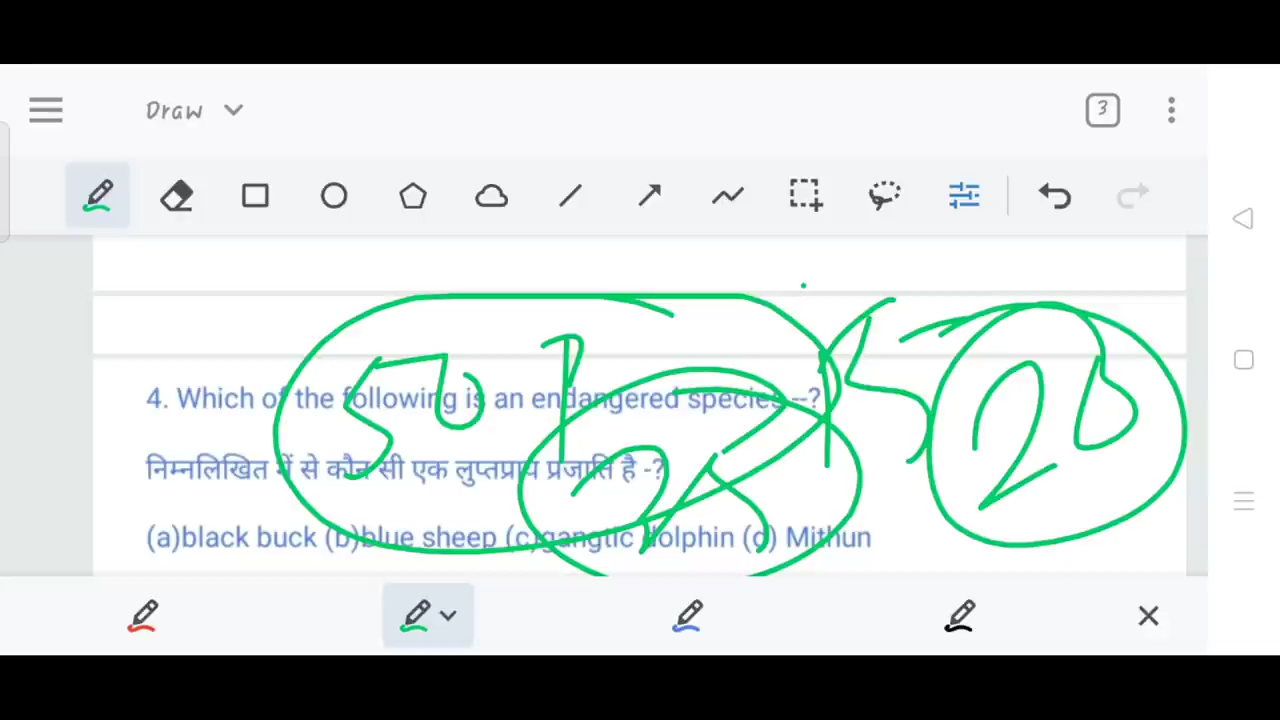 Draw
3
4. Which of the following is an endangered species --?
निम्नलिखित में से कौन सी एक लुप्तप्राय प्रजाति है -?
(a)black buck (b)blue sheep (c)gangtic dolphin (d) Mithun